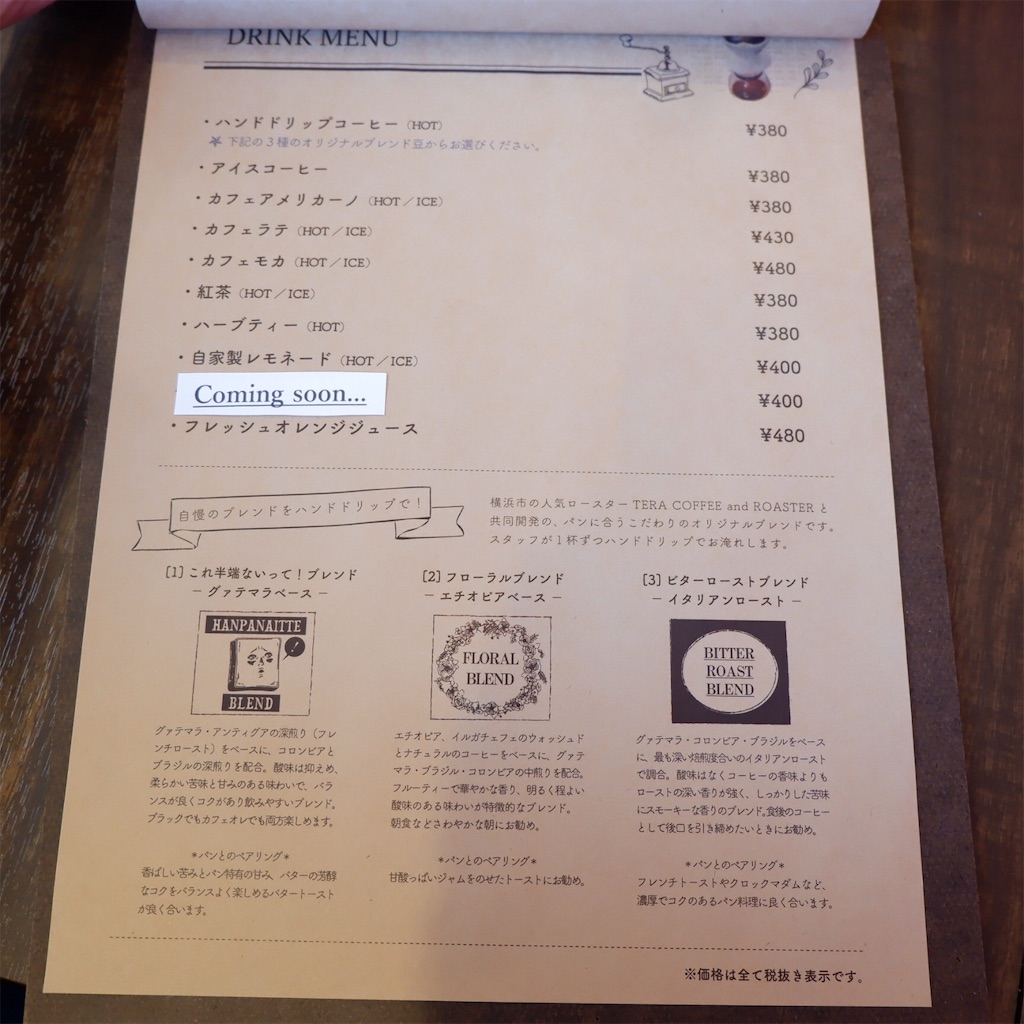 DRINK MENU
・ハンドドリップコーヒー（HOT） ¥380
下記の３種のオリジナルブレンド豆からお選びください。
・アイスコーヒー ¥380
・カフェアメリカーノ（HOT／ICE） ¥380
・カフェラテ（HOT／ICE） ¥430
・カフェモカ（HOT／ICE） ¥480
・紅茶（HOT／ICE） ¥380
・ハーブティー（HOT） ¥380
・自家製レモネード（HOT／ICE） ¥400
Coming soon... ¥400
・フレッシュオレンジジュース ¥480
自慢のブレンドをハンドドリップで！
横浜市の人気ロースター TERA COFFEE and ROASTER と
共同開発の、パンに合うこだわりのオリジナルブレンドです。
スタッフが１杯ずつハンドドリップでお淹れします。
[1] これ半端ないって！ブレンド
− グァテマラベース −
HANPANAITTE
!
BLEND
グァテマラ・アンティグアの深煎り（フレ
ンチロースト）をベースに、コロンビアと
ブラジルの深煎りを配合。酸味は抑えめ、
柔らかい苦味と甘みのある味わいで、バラ
ンスが良くコクがあり飲みやすいブレンド。
ブラックでもカフェオレでも両方楽しめます。
*パンとのペアリング*
香ばしい苦みとパン特有の甘み、バターの芳醇
なコクをバランスよく楽しめるバタートースト
が良く合います。
[2] フローラルブレンド
− エチオピアベース −
FLORAL
BLEND
エチオピア、イルガチェフェのウォッシュド
とナチュラルのコーヒーをベースに、グァテ
マラ・ブラジル・コロンビアの中煎りを配合。
フルーティーで華やかな香り、明るく程よい
酸味のある味わいが特徴的なブレンド。
朝食などさわやかな朝にお勧め。
*パンとのペアリング*
甘酸っぱいジャムをのせたトーストにお勧め。
[3] ビターローストブレンド
− イタリアンロースト −
BITTER
ROAST
BLEND
グァテマラ・コロンビア・ブラジルをベース
に、最も深い焙煎度合いのイタリアンロースト
で調合。酸味はなくコーヒーの香味よりも
ローストの深い香りが強く、しっかりした苦味
にスモーキーな香りのブレンド。食後のコーヒー
として後口を引き締めたいときにお勧め。
*パンとのペアリング*
フレンチトーストやクロックマダムなど、
濃厚でコクのあるパン料理に良く合います。
※価格は全て税抜き表示です。